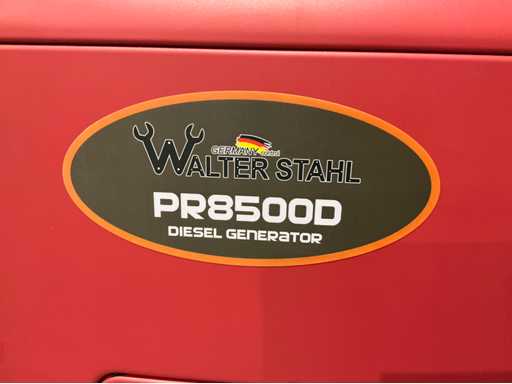 GERMANY
WALTER STAHL
PR8500D
DIESEL GENERATOR